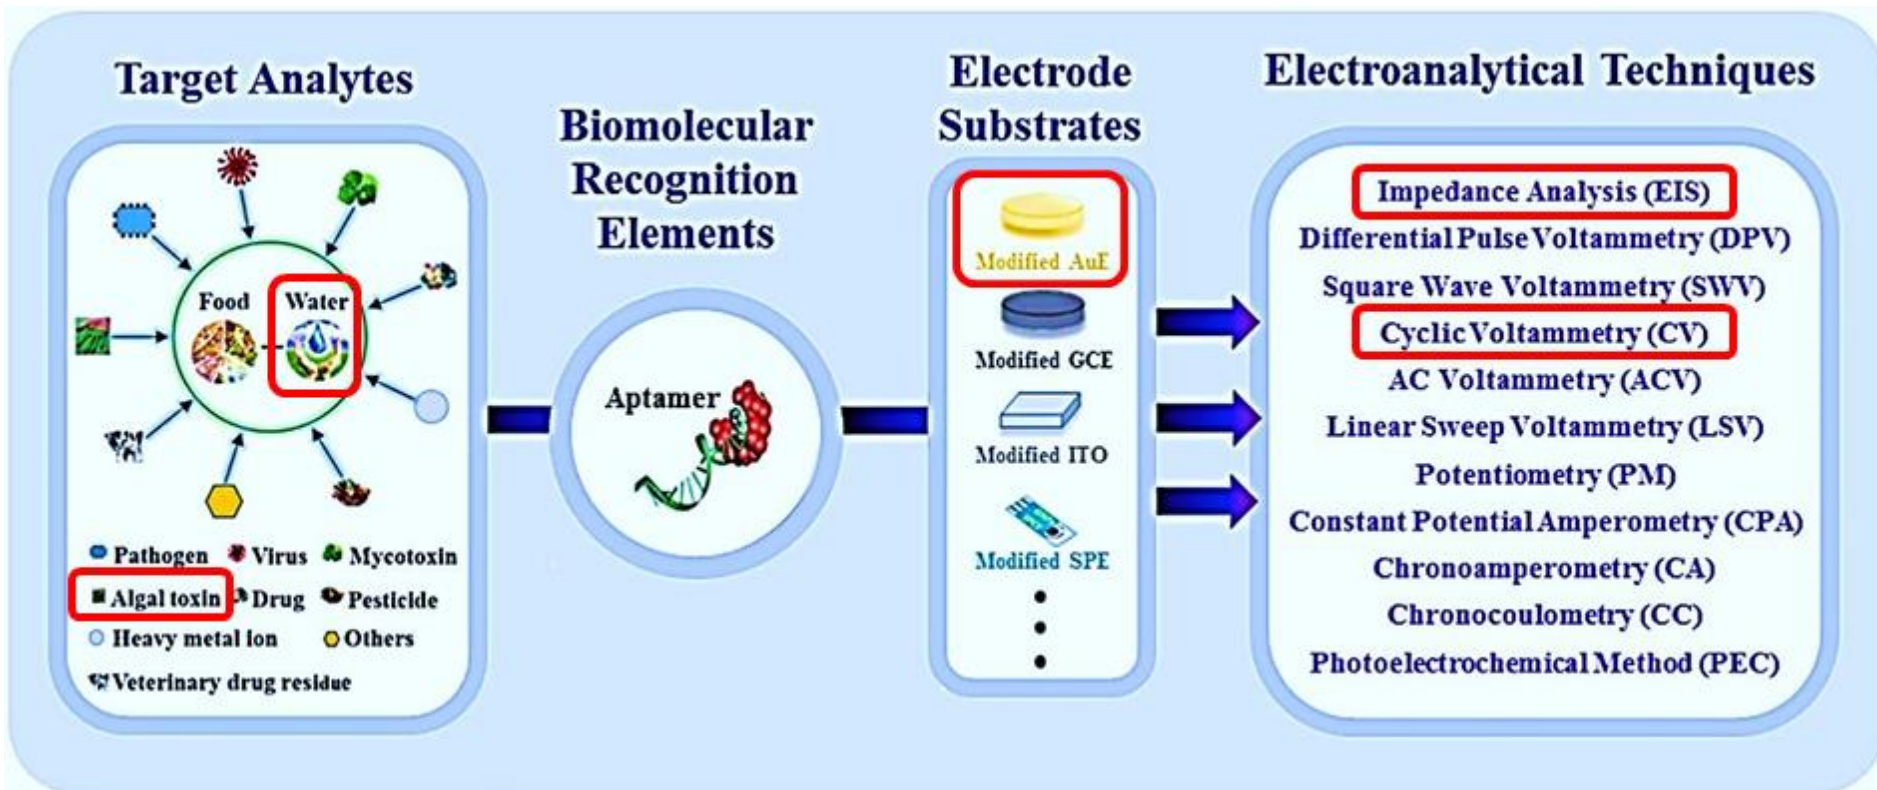 Target Analytes
Food
Water
Pathogen Virus Mycotoxin
Algal toxin Drug Pesticide
Heavy metal ion Others
Veterinary drug residue
Biomolecular
Recognition
Elements
Aptamer
Electrode
Substrates
Modified AuE
Modified GCE
Modified ITO
Modified SPE
Electroanalytical Techniques
Impedance Analysis (EIS)
Differential Pulse Voltammetry (DPV)
Square Wave Voltammetry (SWV)
Cyclic Voltammetry (CV)
AC Voltammetry (ACV)
Linear Sweep Voltammetry (LSV)
Potentiometry (PM)
Constant Potential Amperometry (CPA)
Chronoamperometry (CA)
Chronocoulometry (CC)
Photoelectrochemical Method (PEC)